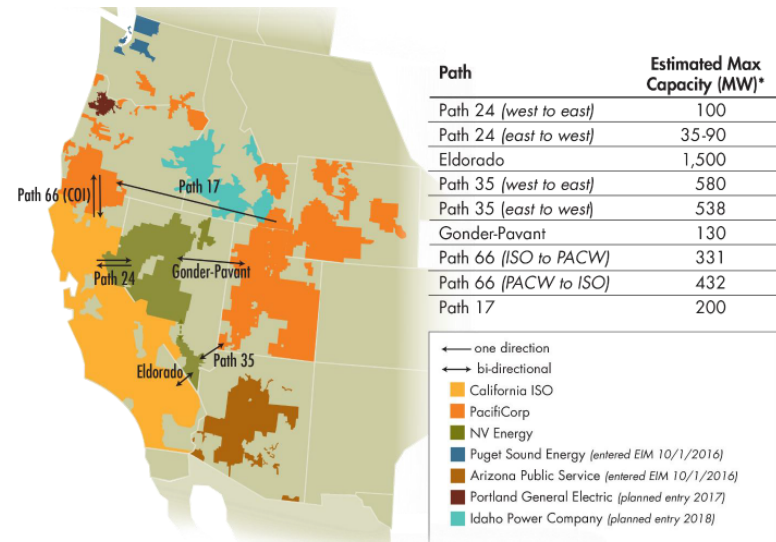 Path 66 (COI)
Path 17
Path 24
Gonder-Pavant
Path 35
Eldorado
Path Estimated Max
Capacity (MW)*
Path 24 (west to east) 100
Path 24 (east to west) 35-90
Eldorado 1,500
Path 35 (west to east) 580
Path 35 (east to west) 538
Gonder-Pavant 130
Path 66 (ISO to PACW) 331
Path 66 (PACW to ISO) 432
Path 17 200
one direction
bi-directional
California ISO
PacifiCorp
NV Energy
Puget Sound Energy (entered EIM 10/1/2016)
Arizona Public Service (entered EIM 10/1/2016)
Portland General Electric (planned entry 2017)
Idaho Power Company (planned entry 2018)